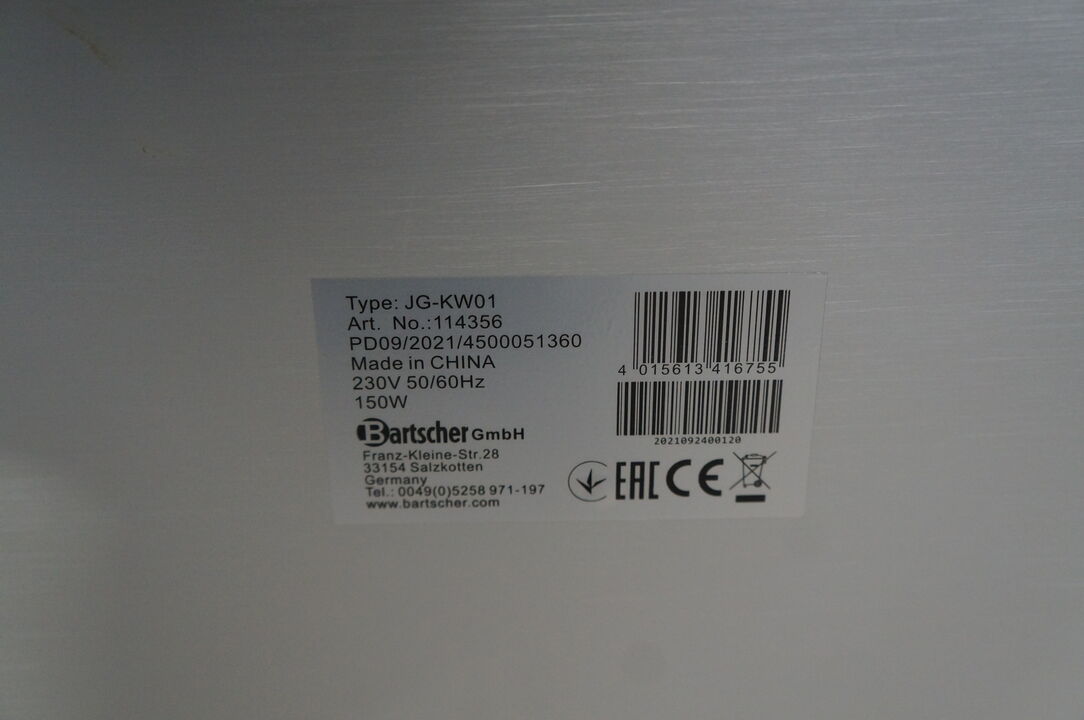 Type: JG-KW01
Art. No.:114356
PD09/2021/4500051360
Made in CHINA
230V 50/60Hz
150W
Bartscher GmbH
Franz-Kleine-Str.28
33154 Salzkotten
Germany
Tel.: 0049(0)5258 971-197
www.bartscher.com
4 015613 416755
2021092400120
EAC CE